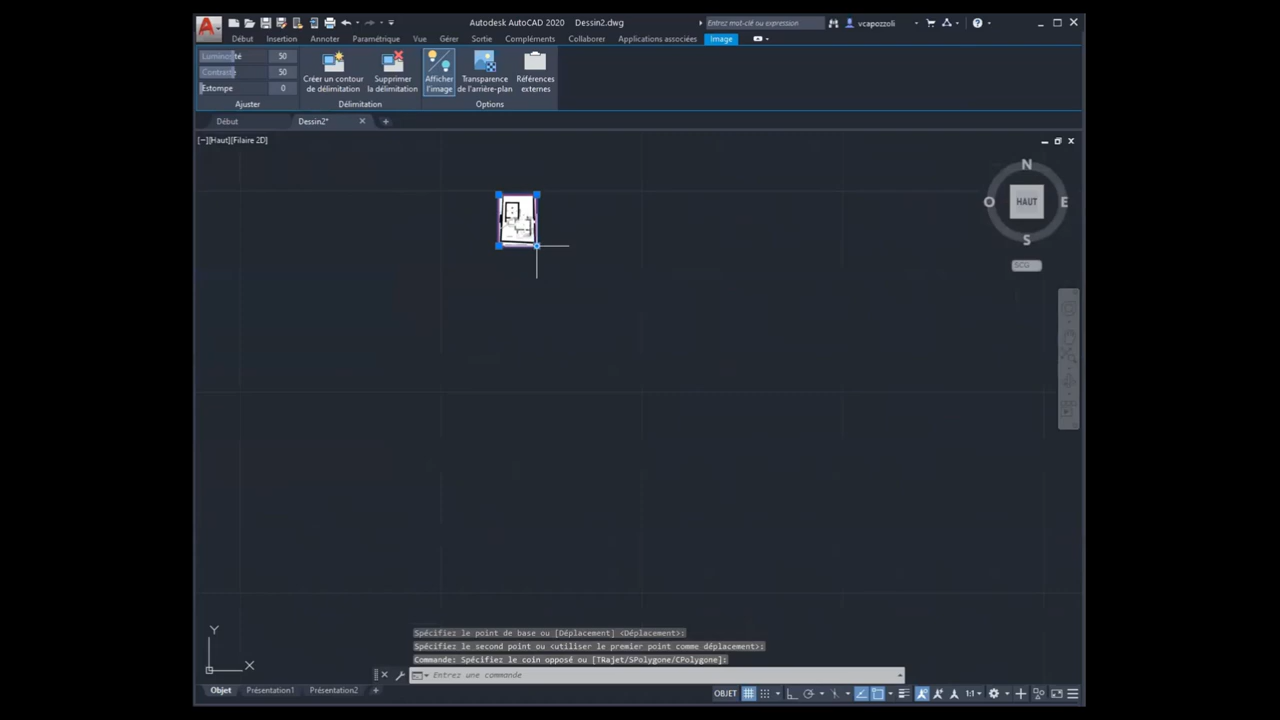 Autodesk AutoCAD 2020 Dessin2.dwg
Entrez mot-clé ou expression
vcapozzoli
Début Insertion Annoter Paramétrique Vue Gérer Sortie Compléments Collaborer Applications associées Image
Luminosité 50
Contraste 50
Estompe 0
Ajuster
Créer un contour
de délimitation
Supprimer
la délimitation
Délimitation
Afficher
l'image
Transparence
de l'arrière-plan
Références
externes
Options
Début Dessin2*
[−][Haut][Filaire 2D]
N
O HAUT E
S
SCG
Y
X
Spécifiez le point de base ou [Déplacement] <Déplacement>:
Spécifiez le second point ou <utiliser le premier point comme déplacement>:
Commande: Spécifiez le coin opposé ou [TRajet/SPolygone/CPolygone]:
Entrez une commande
Objet Présentation1 Présentation2
OBJET 1:1